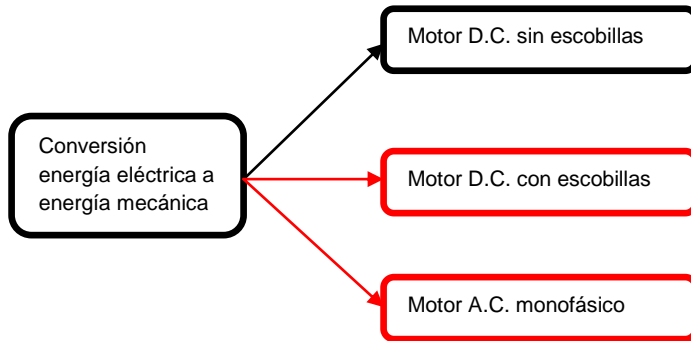 Motor D.C. sin escobillas
Conversión
energía eléctrica a
energía mecánica
Motor D.C. con escobillas
Motor A.C. monofásico